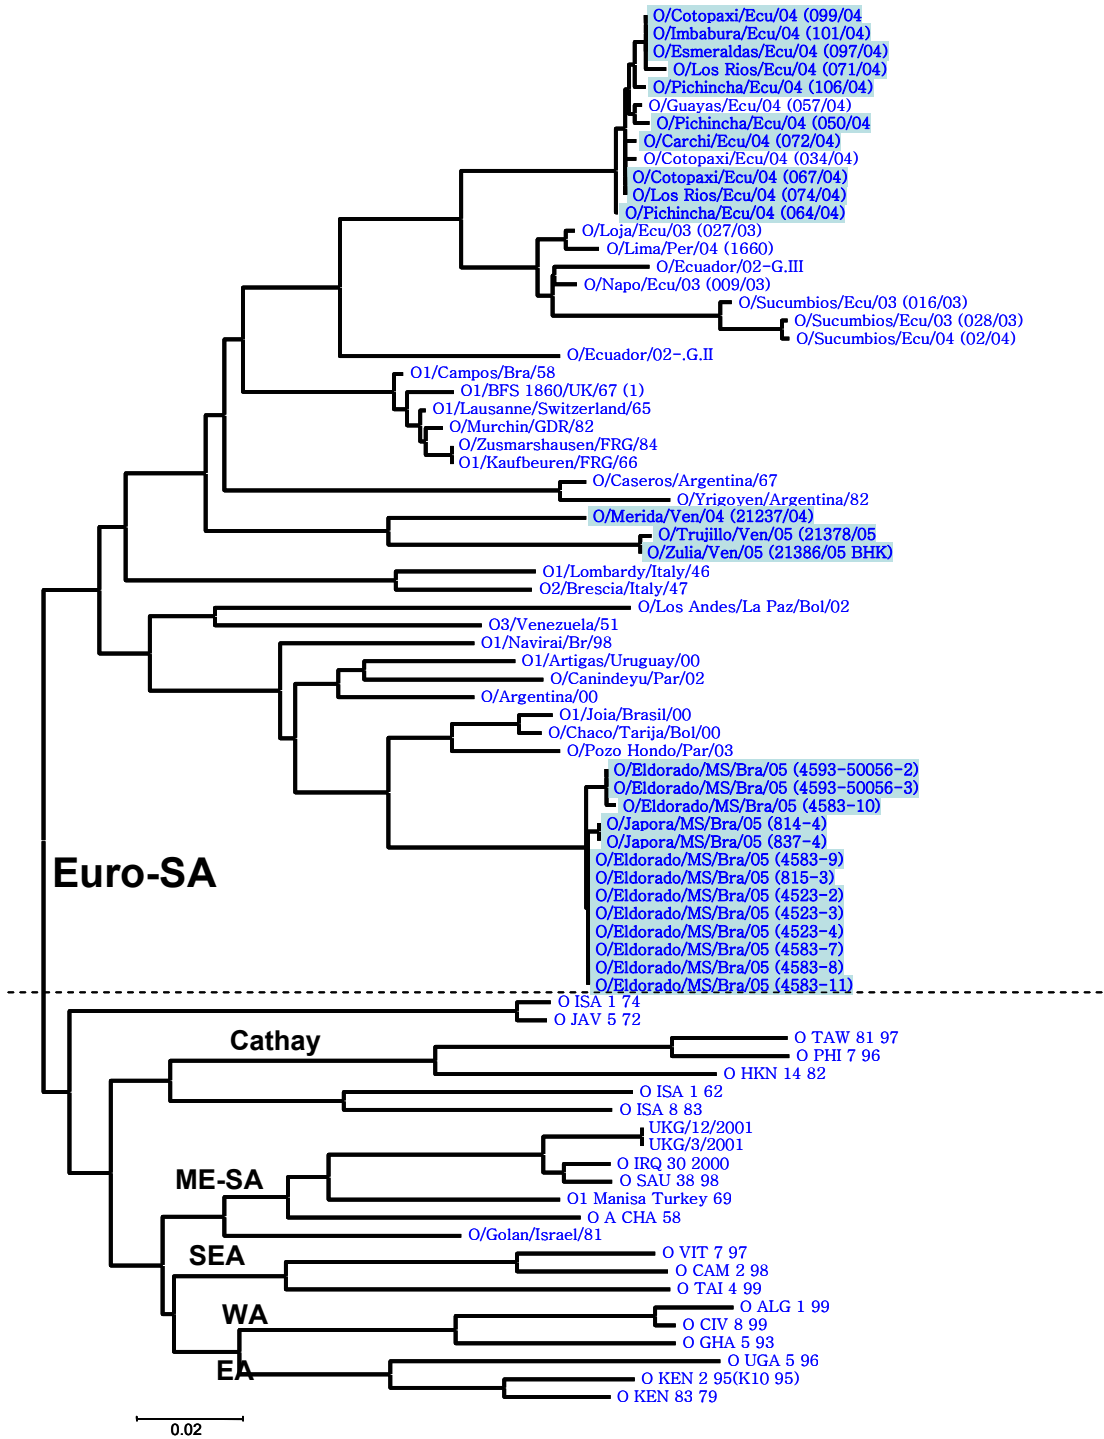 O/Cotopaxi/Ecu/04 (099/04
O/Imbabura/Ecu/04 (101/04)
O/Esmeraldas/Ecu/04 (097/04)
O/Los Rios/Ecu/04 (071/04)
O/Pichincha/Ecu/04 (106/04)
O/Guayas/Ecu/04 (057/04)
O/Pichincha/Ecu/04 (050/04
O/Carchi/Ecu/04 (072/04)
O/Cotopaxi/Ecu/04 (034/04)
O/Cotopaxi/Ecu/04 (067/04)
O/Los Rios/Ecu/04 (074/04)
O/Pichincha/Ecu/04 (064/04)
O/Loja/Ecu/03 (027/03)
O/Lima/Per/04 (1660)
O/Ecuador/02-G.III
O/Napo/Ecu/03 (009/03)
O/Sucumbios/Ecu/03 (016/03)
O/Sucumbios/Ecu/03 (028/03)
O/Sucumbios/Ecu/04 (02/04)
O/Ecuador/02-.G.II
O1/Campos/Bra/58
O1/BFS 1860/UK/67 (1)
O1/Lausanne/Switzerland/65
O/Murchin/GDR/82
O/Zusmarshausen/FRG/84
O1/Kaufbeuren/FRG/66
O/Caseros/Argentina/67
O/Yrigoyen/Argentina/82
O/Merida/Ven/04 (21237/04)
O/Trujillo/Ven/05 (21378/05
O/Zulia/Ven/05 (21386/05 BHK)
O1/Lombardy/Italy/46
O2/Brescia/Italy/47
O/Los Andes/La Paz/Bol/02
O3/Venezuela/51
O1/Navirai/Br/98
O1/Artigas/Uruguay/00
O/Canindeyu/Par/02
O/Argentina/00
O1/Joia/Brasil/00
O/Chaco/Tarija/Bol/00
O/Pozo Hondo/Par/03
O/Eldorado/MS/Bra/05 (4593-50056-2)
O/Eldorado/MS/Bra/05 (4593-50056-3)
O/Eldorado/MS/Bra/05 (4583-10)
O/Japora/MS/Bra/05 (814-4)
O/Japora/MS/Bra/05 (837-4)
O/Eldorado/MS/Bra/05 (4583-9)
Euro-SA
O/Eldorado/MS/Bra/05 (815-3)
O/Eldorado/MS/Bra/05 (4523-2)
O/Eldorado/MS/Bra/05 (4523-3)
O/Eldorado/MS/Bra/05 (4523-4)
O/Eldorado/MS/Bra/05 (4583-7)
O/Eldorado/MS/Bra/05 (4583-8)
O/Eldorado/MS/Bra/05 (4583-11)
O ISA 1 74
O JAV 5 72
Cathay
O TAW 81 97
O PHI 7 96
O HKN 14 82
O ISA 1 62
O ISA 8 83
UKG/12/2001
UKG/3/2001
O IRQ 30 2000
ME-SA
O SAU 38 98
O1 Manisa Turkey 69
O A CHA 58
O/Golan/Israel/81
SEA
O VIT 7 97
O CAM 2 98
O TAI 4 99
O ALG 1 99
WA
O CIV 8 99
O GHA 5 93
O UGA 5 96
EA
O KEN 2 95(K10 95)
O KEN 83 79
0.02